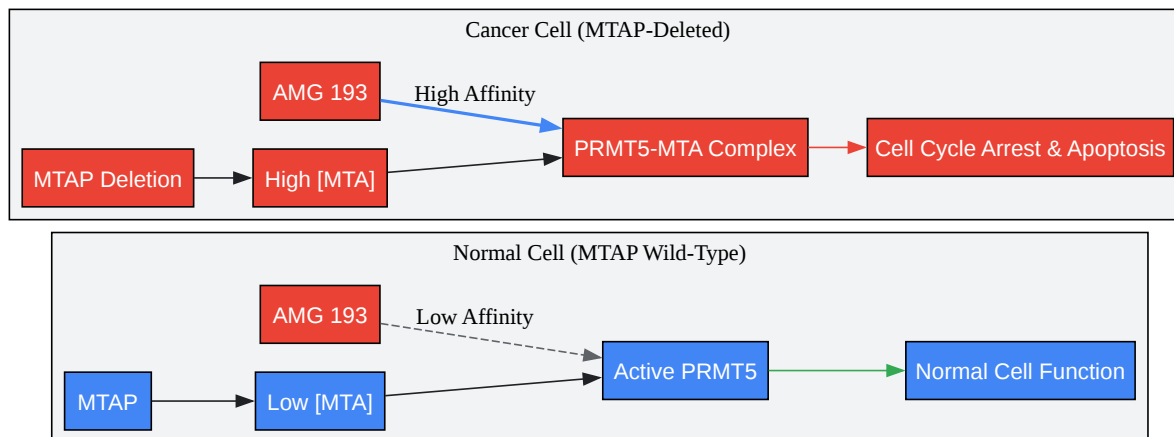 Cancer Cell (MTAP-Deleted)
AMG 193
High Affinity
PRMT5-MTA Complex
Cell Cycle Arrest & Apoptosis
MTAP Deletion
High [MTA]
Normal Cell (MTAP Wild-Type)
AMG 193
Low Affinity
Active PRMT5
Normal Cell Function
MTAP
Low [MTA]